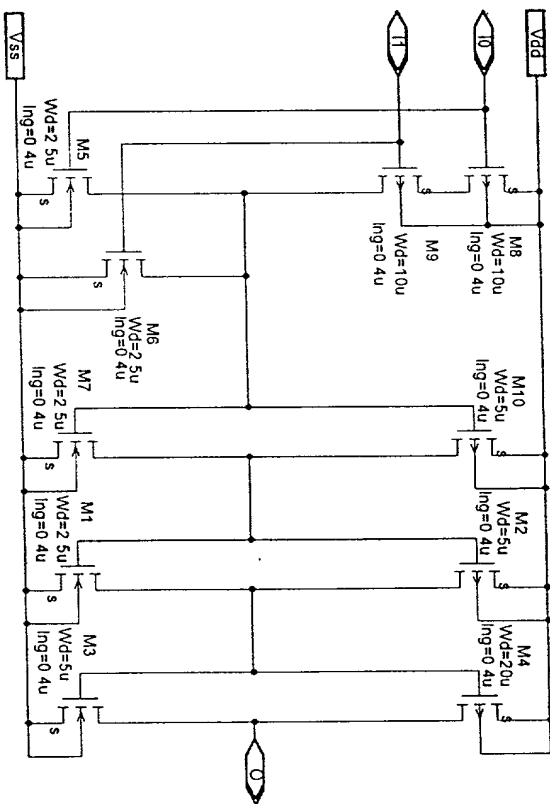 Vdd
s
s
s
s
M8
Wd=10u
lng=0 4u
M10
Wd=5u
lng=0 4u
M2
Wd=5u
lng=0 4u
M4
Wd=20u
lng=0 4u
I0
s
M9
Wd=10u
lng=0 4u
I1
O
M6
Wd=2 5u
lng=0 4u
s
M5
Wd=2 5u
lng=0 4u
M7
Wd=2 5u
lng=0 4u
M1
Wd=2 5u
lng=0 4u
M3
Wd=5u
lng=0 4u
s
s
s
s
Vss